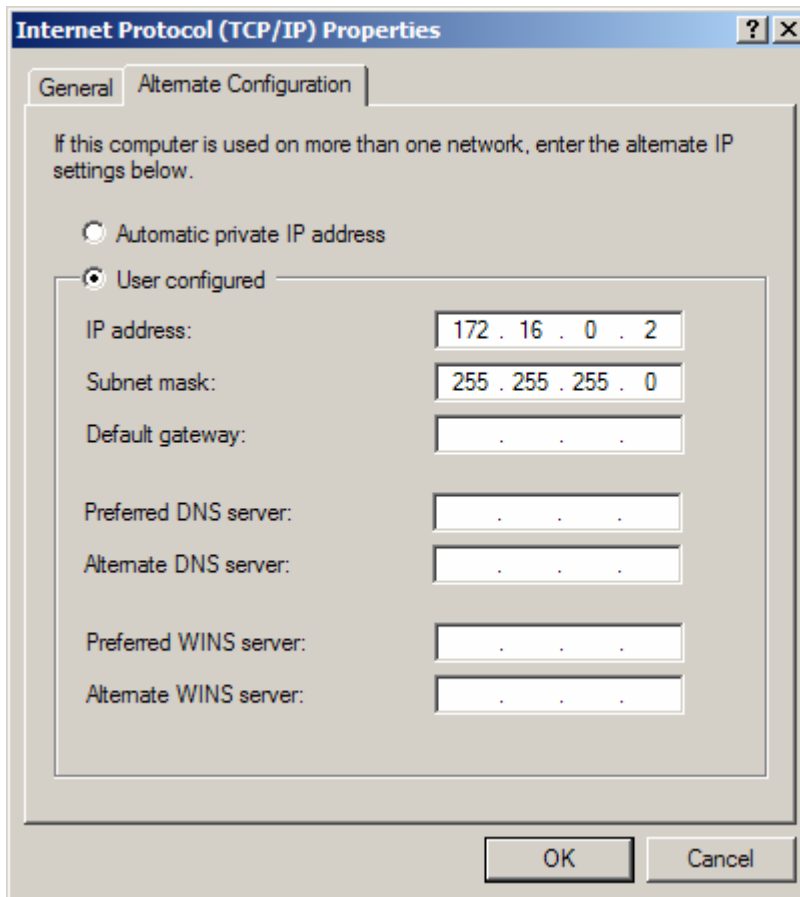 Internet Protocol (TCP/IP) Properties
General
Alternate Configuration
If this computer is used on more than one network, enter the alternate IP
settings below.
Automatic private IP address
User configured
IP address: 172 . 16 . 0 . 2
Subnet mask: 255 . 255 . 255 . 0
Default gateway: . . .
Preferred DNS server: . . .
Alternate DNS server: . . .
Preferred WINS server: . . .
Alternate WINS server: . . .
OK Cancel